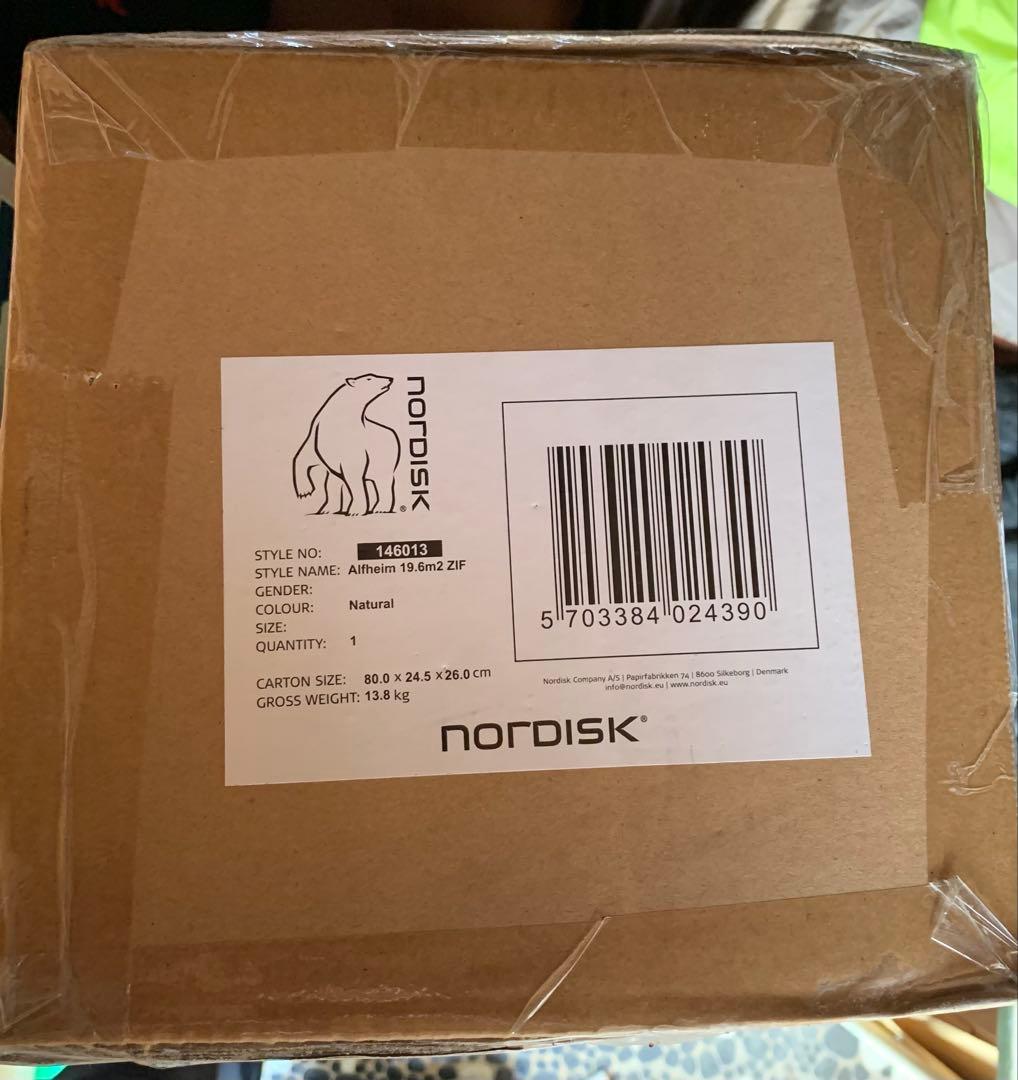 NORDISK®
STYLE NO: 146013
STYLE NAME: Alfheim 19.6m2 ZIF
GENDER:
COLOUR: Natural
SIZE:
QUANTITY: 1
CARTON SIZE: 80.0 x 24.5 x 26.0 cm
GROSS WEIGHT: 13.8 kg
5 703384 024390
Nordisk Company A/S | Papirfabrikken 74 | 8600 Silkeborg | Denmark
info@nordisk.eu | www.nordisk.eu
NORDISK®